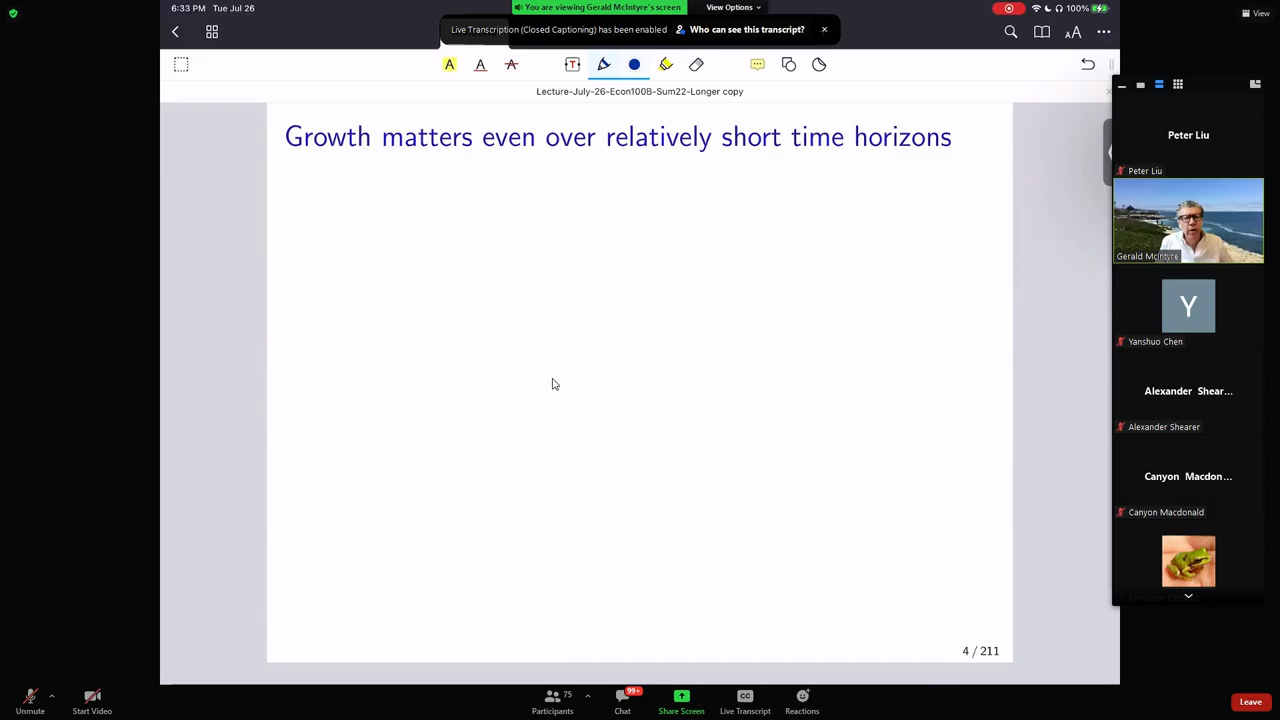 6:33 PM Tue Jul 26
You are viewing Gerald McIntyre's screen
View Options
100%
View
Live Transcription (Closed Captioning) has been enabled
Who can see this transcript?
Lecture-July-26-Econ100B-Sum22-Longer copy
Growth matters even over relatively short time horizons
4 / 211
Peter Liu
Peter Liu
Gerald McIntyre
Y
Yanshuo Chen
Alexander Shear...
Alexander Shearer
Canyon Macdon...
Canyon Macdonald
Unmute
Start Video
75
Participants
99+
Chat
Share Screen
CC
Live Transcript
Reactions
Leave